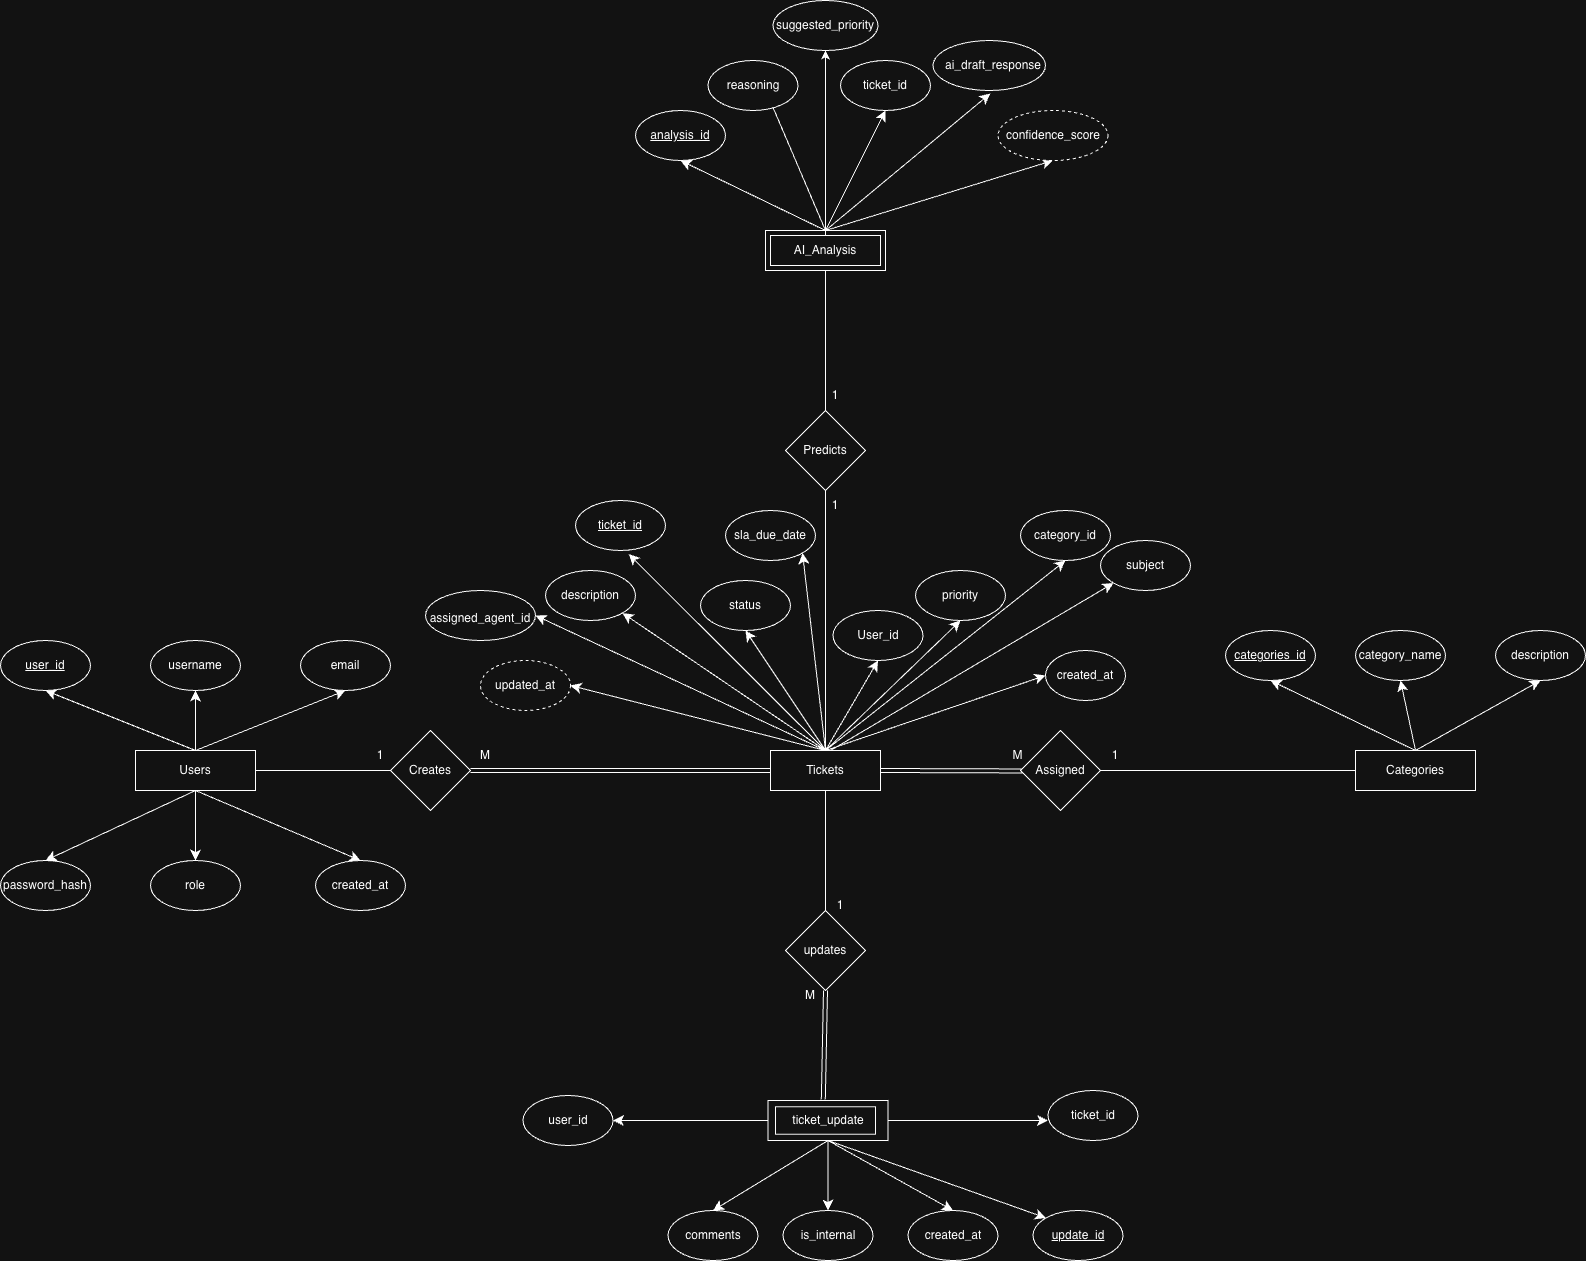 suggested_priority
ai_draft_response
reasoning
ticket_id
analysis_id
confidence_score
AI_Analysis
1
Predicts
1
ticket_id
sla_due_date
category_id
subject
description
priority
status
assigned_agent_id
User_id
user_id
username
email
updated_at
created_at
categories_id
category_name
description
1
M
M
1
Users
Creates
Tickets
Assigned
Categories
password_hash
role
created_at
1
updates
M
user_id
ticket_update
ticket_id
comments
is_internal
created_at
update_id